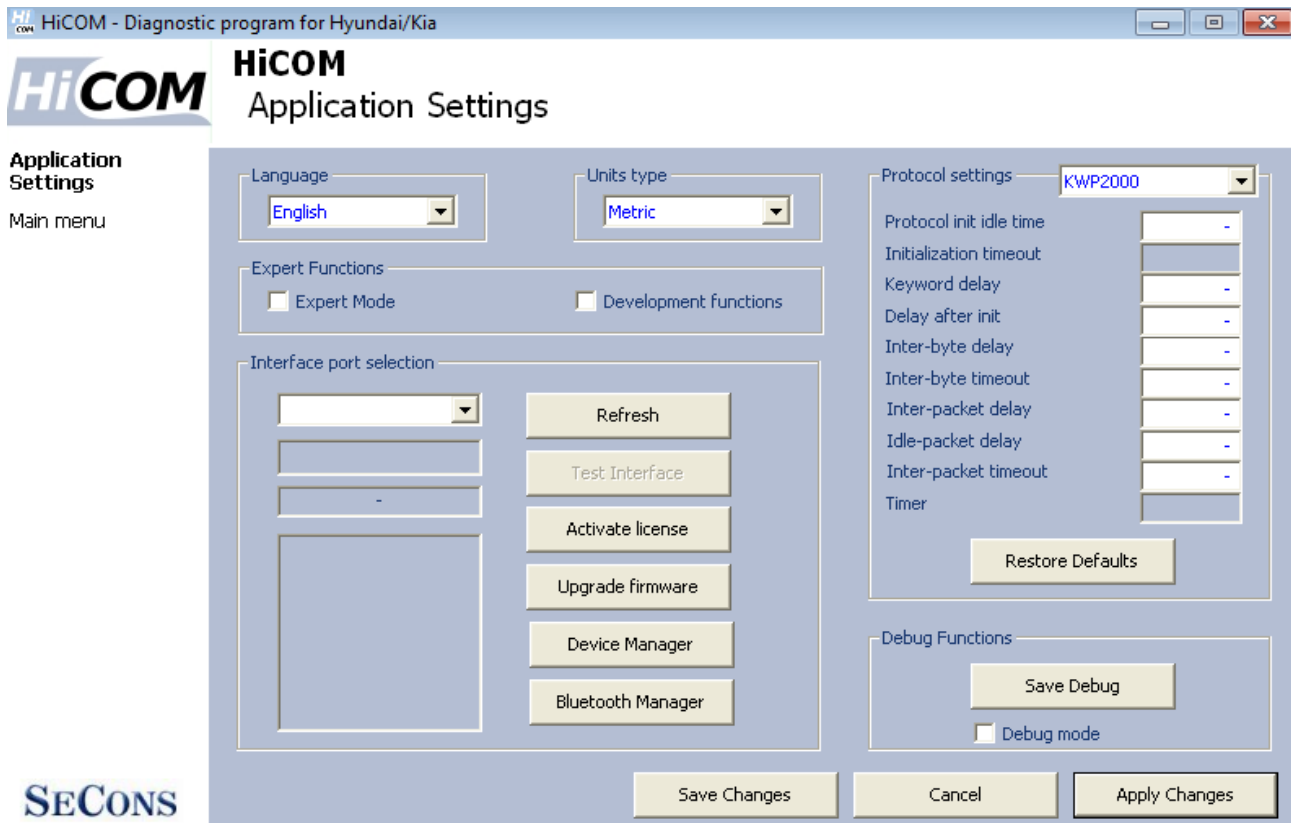 Hi COM HiCOM - Diagnostic program for Hyundai/Kia
HiCOM
HiCOM
Application Settings
Application
Settings
Main menu
Language
English
Units type
Metric
Expert Functions
Expert Mode
Development functions
Interface port selection
Refresh
Test Interface
-
Activate license
Upgrade firmware
Device Manager
Bluetooth Manager
Protocol settings KWP2000
Protocol init idle time -
Initialization timeout
Keyword delay -
Delay after init -
Inter-byte delay -
Inter-byte timeout -
Inter-packet delay -
Idle-packet delay -
Inter-packet timeout -
Timer
Restore Defaults
Debug Functions
Save Debug
Debug mode
SECONS
Save Changes
Cancel
Apply Changes